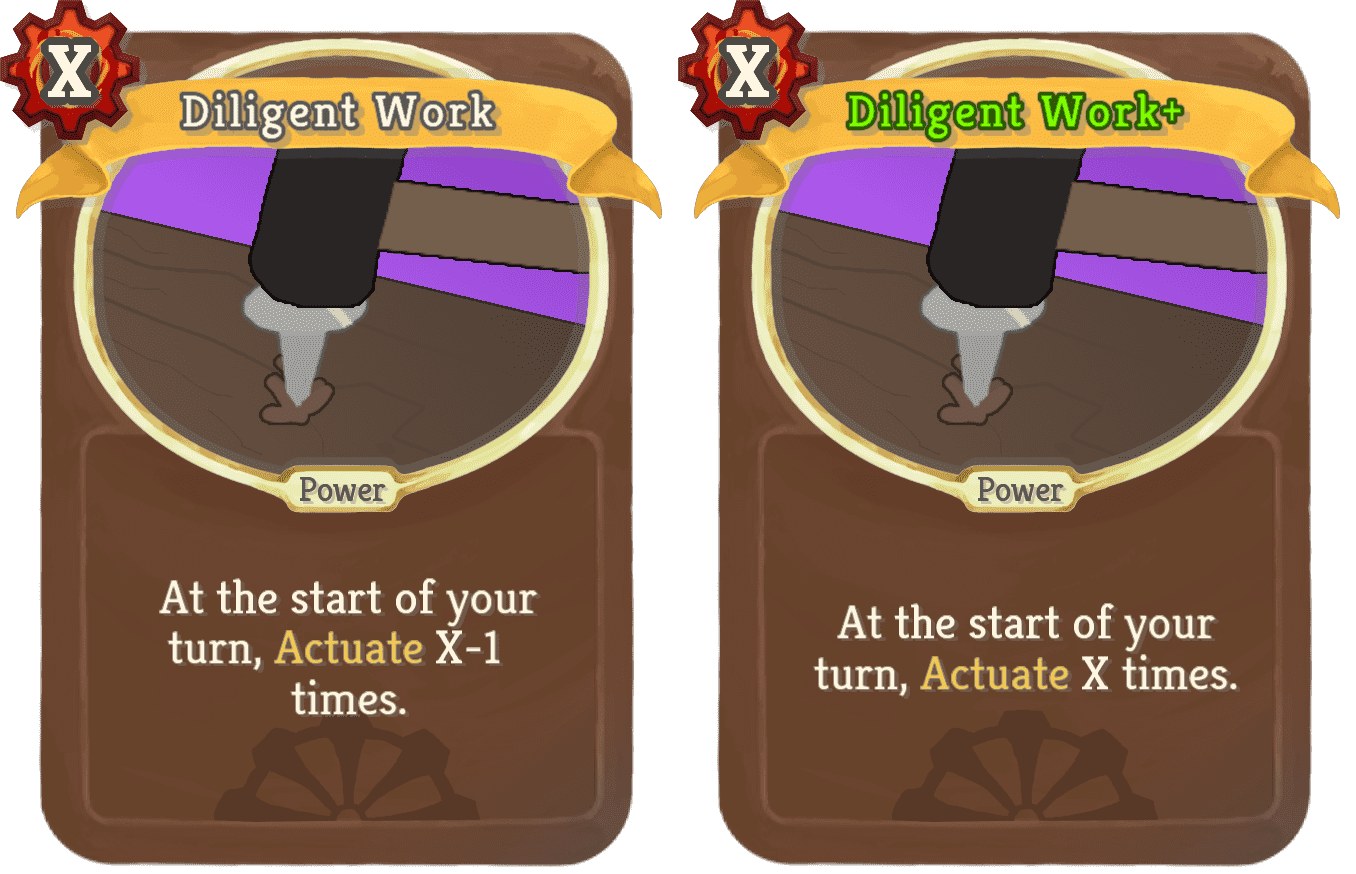 X
Diligent Work
Power
At the start of your
turn, Actuate X-1
times.
X
Diligent Work+
Power
At the start of your
turn, Actuate X times.